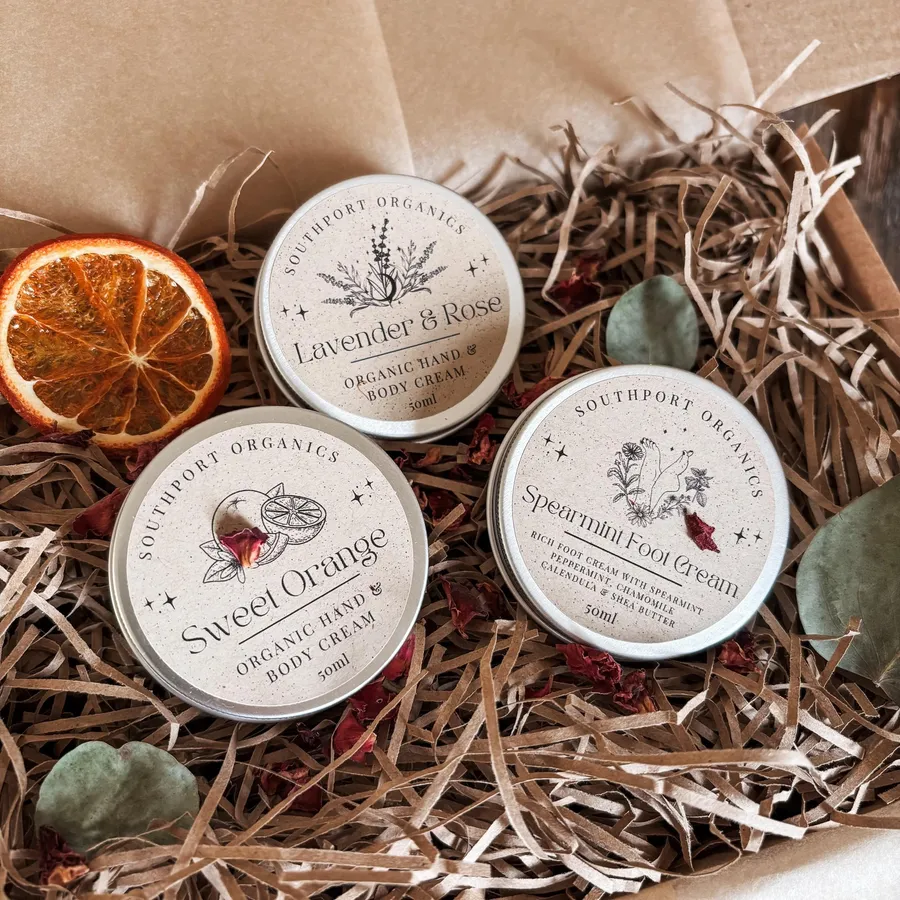 SOUTHPORT ORGANICS
Lavender & Rose
ORGANIC HAND &
BODY CREAM
50ml
SOUTHPORT ORGANICS
Sweet Orange
ORGANIC HAND &
BODY CREAM
50ml
SOUTHPORT ORGANICS
Spearmint Foot Cream
RICH FOOT CREAM WITH SPEARMINT
PEPPERMINT, CHAMOMILE
CALENDULA & SHEA BUTTER
50ml